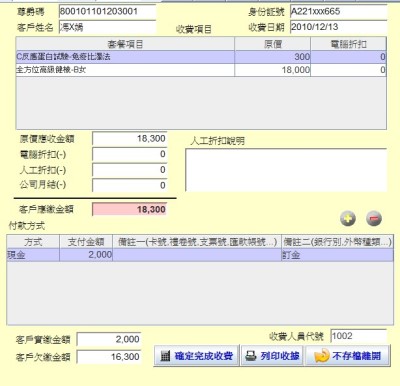 尊爵碼 800101101203001 身份証號 A221xxx665
客戶姓名 X嬌 收費項目 收費日期 2010/12/13
套餐項目 原價 電腦折扣
C反應蛋白試驗-免疫比濁法 300 0
全方位高級健檢-B女 18,000 0
原價應收金額 18,300 人工折扣說明
電腦折扣(-) 0
人工折扣(-) 0
公司月結(-) 0
客戶應繳金額 18,300
付款方式
方式 支付金額 備註一(卡號.禮卷號.支票號.匯款帳號...) 備註二(銀行別.外幣種類...)
現金 2,000 訂金
客戶實繳金額 2,000 收費人員代號 1002
客戶欠繳金額 16,300 確定完成收費 列印收據 不存檔離開